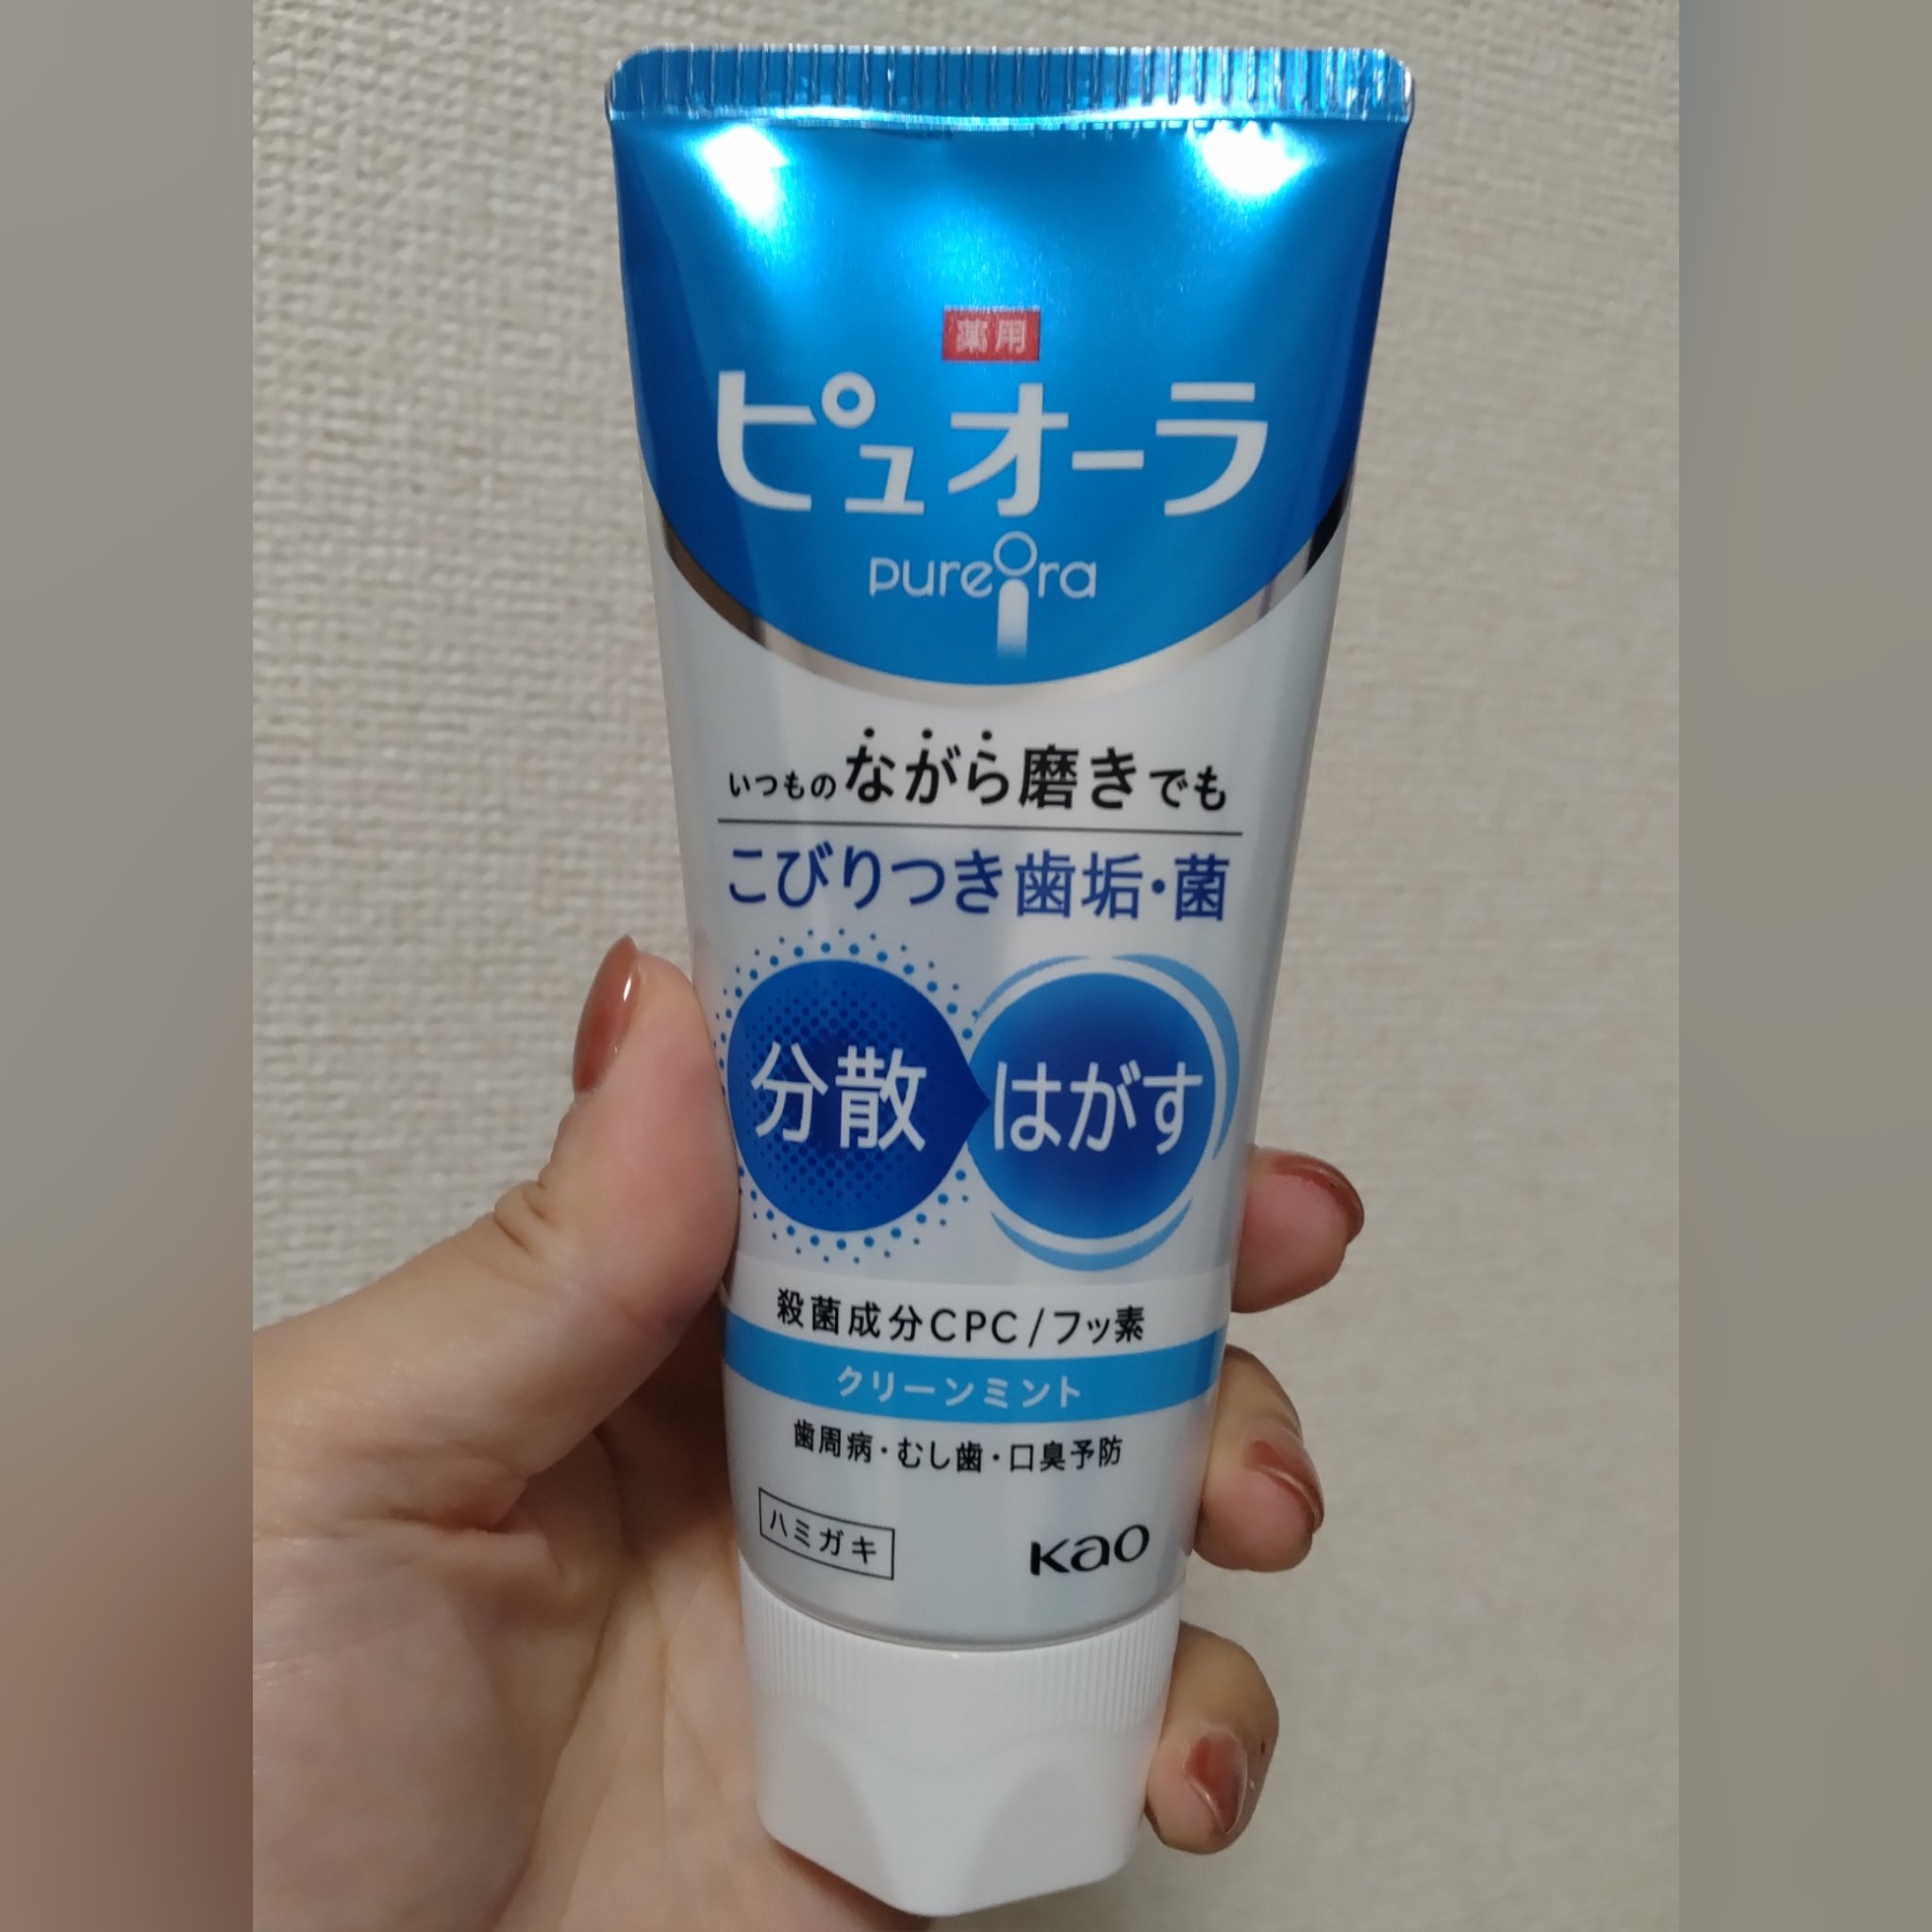 薬用
ピュオーラ
pureora
いつものながら磨きでも
こびりつき歯垢・菌
分散 はがす
殺菌成分CPC/フッ素
クリーンミント
歯周病・むし歯・口臭予防
ハミガキ
Kao